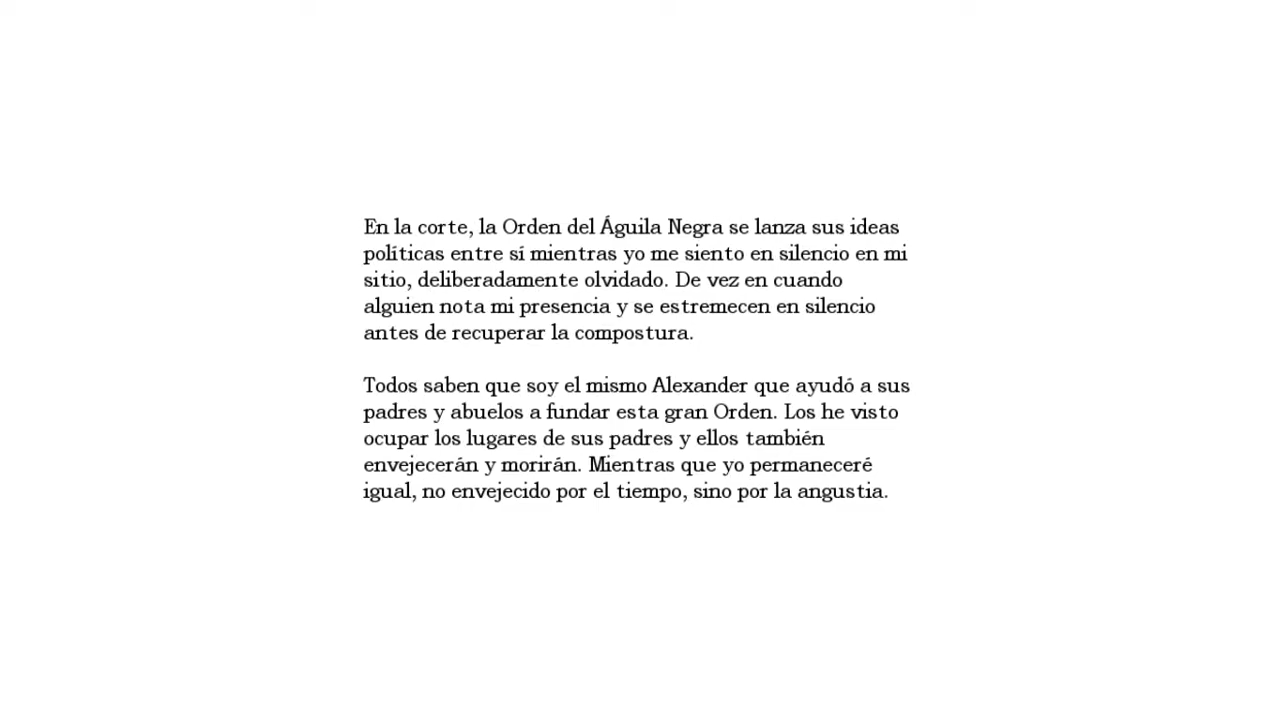 En la corte, la Orden del Águila Negra se lanza sus ideas
políticas entre sí mientras yo me siento en silencio en mi
sitio, deliberadamente olvidado. De vez en cuando
alguien nota mi presencia y se estremecen en silencio
antes de recuperar la compostura.
Todos saben que soy el mismo Alexander que ayudó a sus
padres y abuelos a fundar esta gran Orden. Los he visto
ocupar los lugares de sus padres y ellos también
envejecerán y morirán. Mientras que yo permaneceré
igual, no envejecido por el tiempo, sino por la angustia.